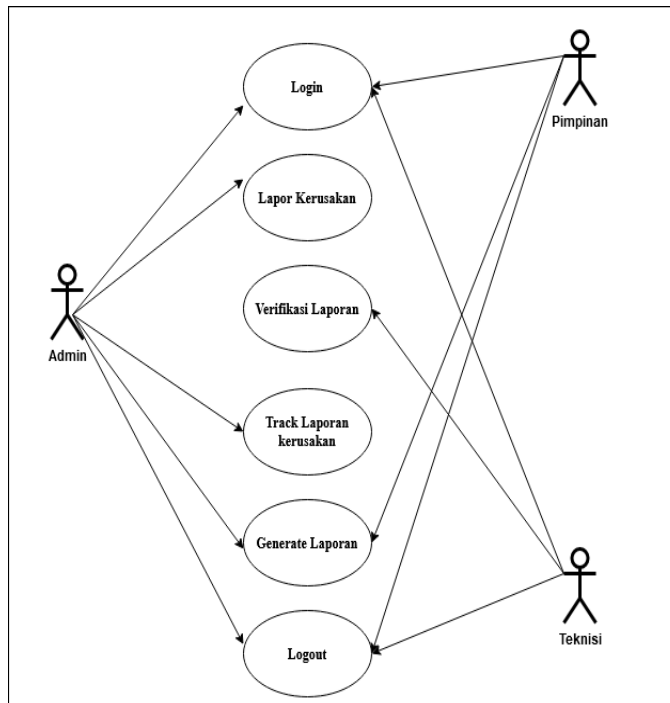 Login
Pimpinan
Lapor Kerusakan
Verifikasi Laporan
Admin
Track Laporan
kerusakan
Generate Laporan
Teknisi
Logout